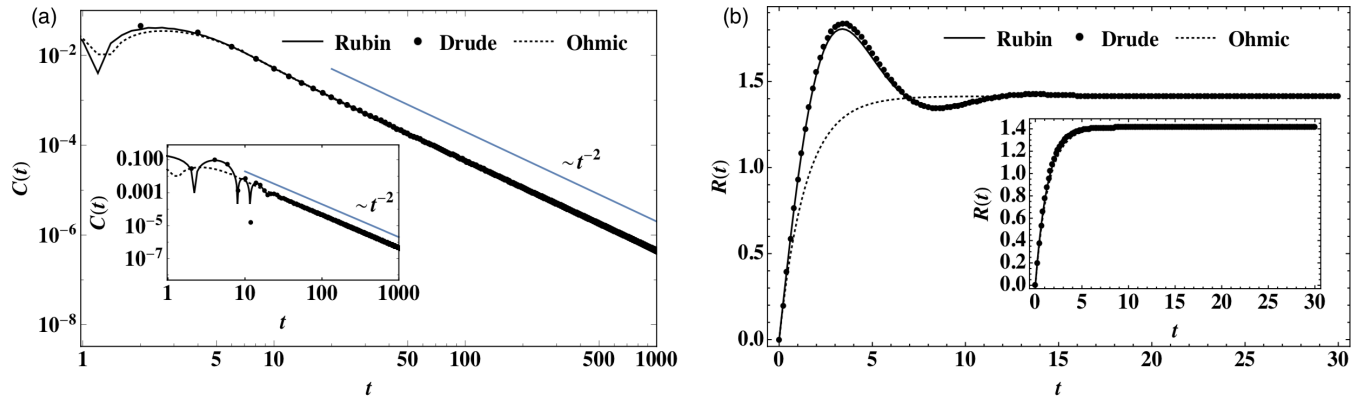 (a)
Rubin Drude Ohmic
10^-2
10^-4
10^-6
10^-8
C(t)
~t^-2
1 5 10 50 100 500 1000
t
0.100
0.001
10^-5
10^-7
C(t)
~t^-2
1 10 100 1000
t
(b)
Rubin Drude Ohmic
1.5
1.0
0.5
0.0
R(t)
0 5 10 15 20 25 30
t
1.4
1.2
1.0
0.8
0.6
0.4
0.2
0.0
R(t)
0 5 10 15 20 25 30
t